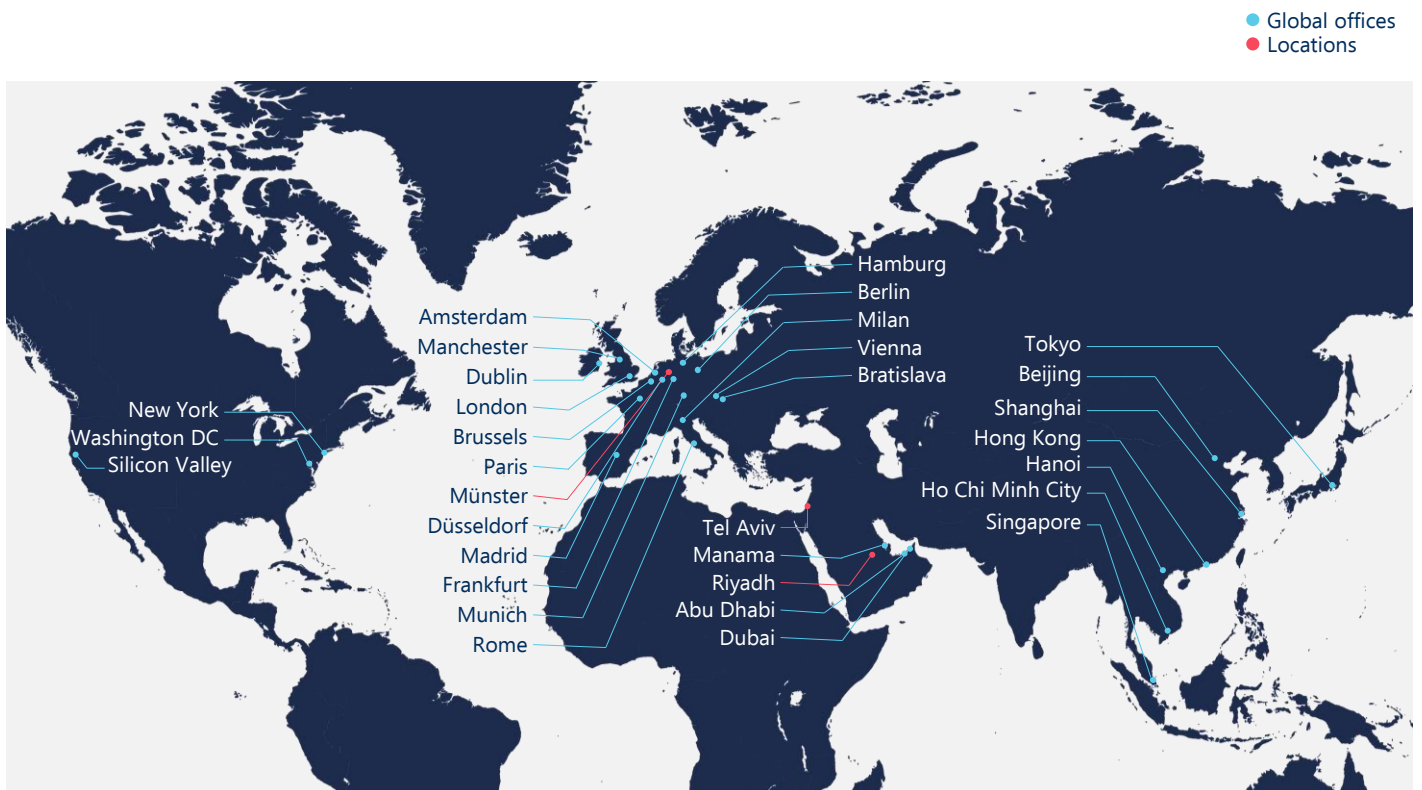 Global offices
Locations
Hamburg
Berlin
Milan
Vienna
Bratislava
Amsterdam
Manchester
Dublin
London
Brussels
Paris
Münster
Düsseldorf
Madrid
Frankfurt
Munich
Rome
New York
Washington DC
Silicon Valley
Tel Aviv
Manama
Riyadh
Abu Dhabi
Dubai
Tokyo
Beijing
Shanghai
Hong Kong
Hanoi
Ho Chi Minh City
Singapore